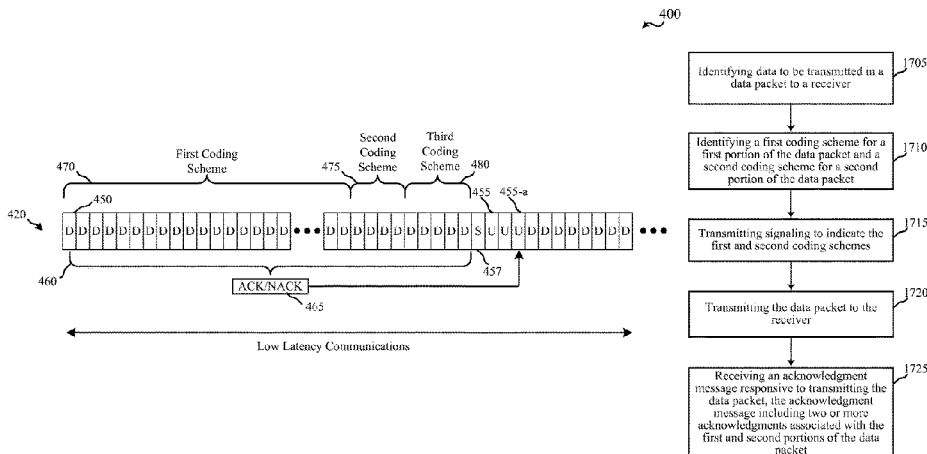 400
First Coding
Scheme
Second
Coding
Scheme
Third
Coding
Scheme
470
475
480
450
455
455-a
420
D D D D D D D D D D D D D D D D D
D D D D D D D D D D D S U U U D D D D D D D D
460
457
ACK/NACK
465
Low Latency Communications
Identifying data to be transmitted in a
data packet to a receiver
1705
Identifying a first coding scheme for a
first portion of the data packet and a
second coding scheme for a second
portion of the data packet
1710
Transmitting signaling to indicate the
first and second coding schemes
1715
Transmitting the data packet to the
receiver
1720
Receiving an acknowledgment
message responsive to transmitting the
data packet, the acknowledgment
message including two or more
acknowledgments associated with the
first and second portions of the data
packet
1725